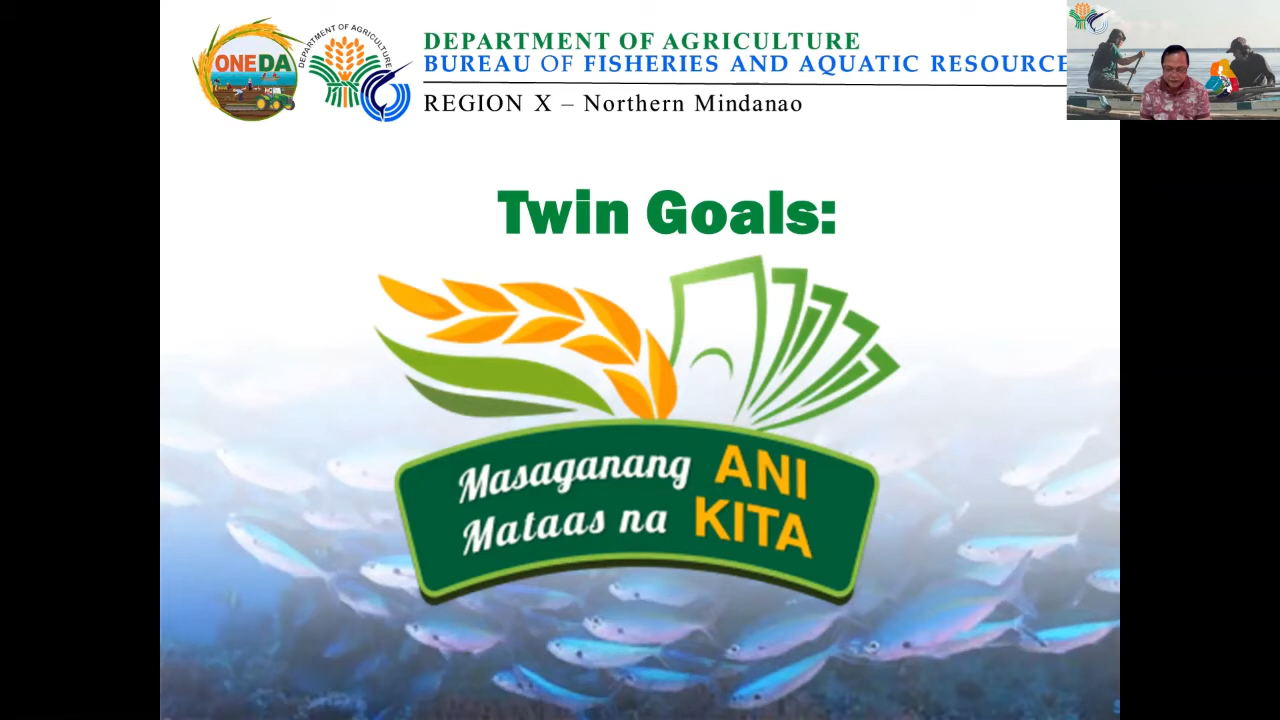 ONEDA
DEPARTMENT OF AGRICULTURE
DEPARTMENT OF AGRICULTURE
BUREAU OF FISHERIES AND AQUATIC RESOURCE
REGION X – Northern Mindanao
Twin Goals:
Masaganang ANI
Mataas na KITA